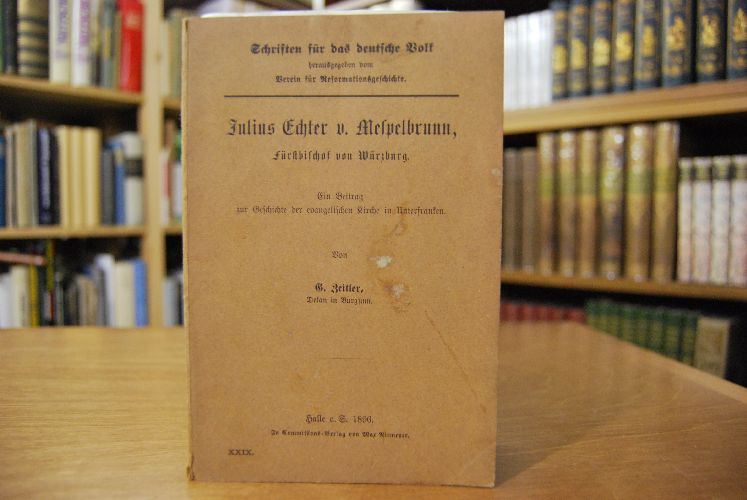 Schriften für das deutsche Volk
herausgegeben vom
Verein für Reformationsgeschichte.
Julius Echter v. Mespelbrunn,
Fürstbischof von Würzburg.
Ein Beitrag
zur Geschichte der evangelischen Kirche in Unterfranken.
Von
G. Zeitler,
Dekan in Burgsinn.
Halle a. S. 1896.
In Commissions-Verlag von Max Niemeyer.
XXIX.